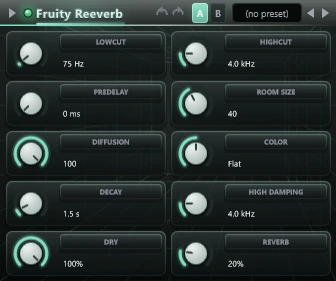 Fruity Reeverb
A
B
(no preset)
LOWCUT
75 Hz
HIGHCUT
4.0 kHz
PREDELAY
0 ms
ROOM SIZE
40
DIFFUSION
100
COLOR
Flat
DECAY
1.5 s
HIGH DAMPING
4.0 kHz
DRY
100%
REVERB
20%